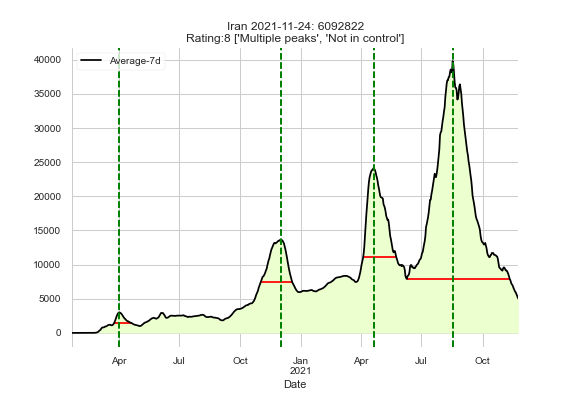 Iran 2021-11-24: 6092822
Rating:8 ['Multiple peaks', 'Not in control']
Average-7d
40000
35000
30000
25000
20000
15000
10000
5000
0
Apr Jul Oct Jan Apr Jul Oct
2021
Date